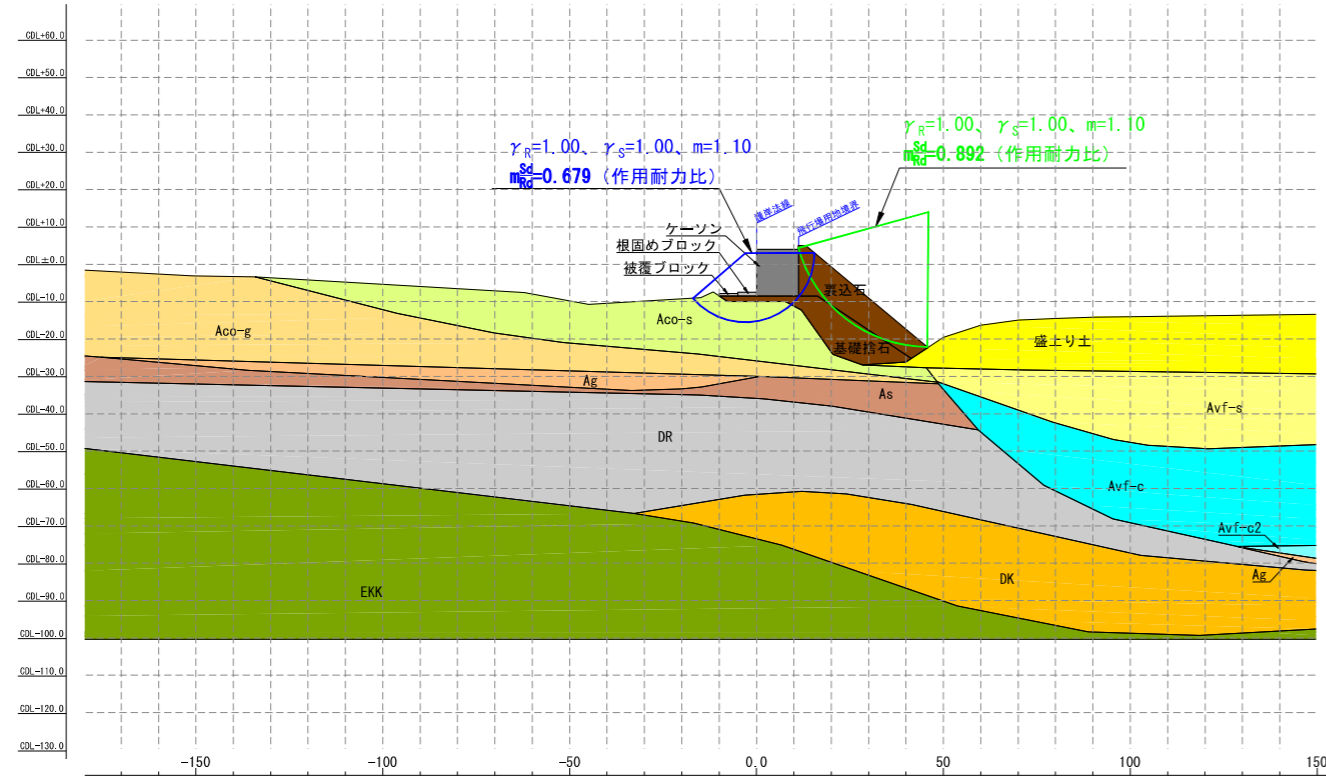 CDL+60.0
CDL+50.0
CDL+40.0
CDL+30.0
CDL+20.0
CDL+10.0
CDL±0.0
CDL-10.0
CDL-20.0
CDL-30.0
CDL-40.0
CDL-50.0
CDL-60.0
CDL-70.0
CDL-80.0
CDL-90.0
CDL-100.0
CDL-110.0
CDL-120.0
CDL-130.0
γR=1.00、 γS=1.00、m=1.10
mSd/Rd=0.892（作用耐力比）
γR=1.00、 γS=1.00、m=1.10
mSd/Rd=0.679（作用耐力比）
護岸法線
飛行場用地境界
ケーソン
根固めブロック
被覆ブロック
裏込石
基礎捨石
盛上り土
Aco-g
Aco-s
Ag
As
Avf-s
DR
Avf-c
Avf-c2
Ag
DK
EKK
-150
-100
-50
0.0
50
100
150